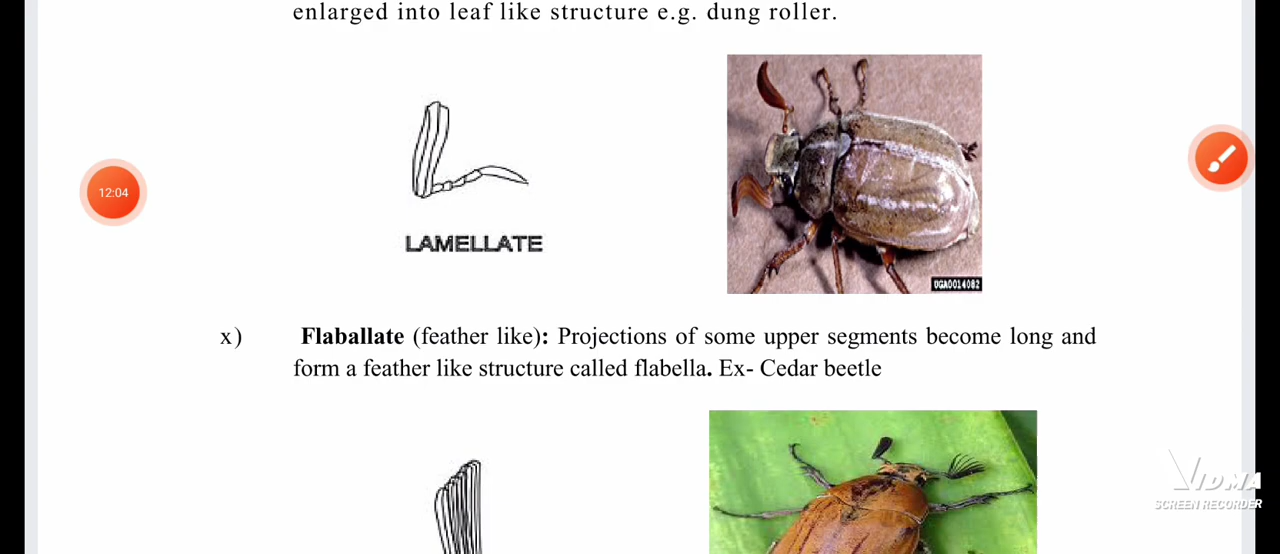 enlarged into leaf like structure e.g. dung roller.
12:04
LAMELLATE
UGA0014082
x) Flaballate (feather like): Projections of some upper segments become long and
form a feather like structure called flabella. Ex- Cedar beetle
VIDMA
SCREEN RECORDER